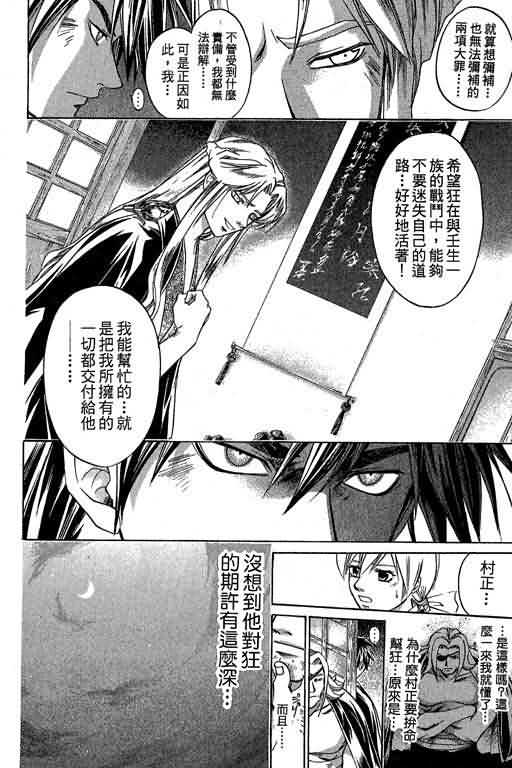 就算想彌補…
也無法彌補的
兩項大罪…
不管受到什麼
責備，我都無
法辯解……
可是正因如
此，我…
…
希望狂在與壬生一
族的戰鬥中，能夠
不要迷失自己的道
路…好好地活著！
我能幫忙的…就
是把我所擁有的
一切都交付給他
………
村正…
…是這樣嗎？這
麼一來我就懂了…
為什麼村正要拚命
幫狂…原來是…
…
而且…
沒想到他對狂
的期許有這麼深…